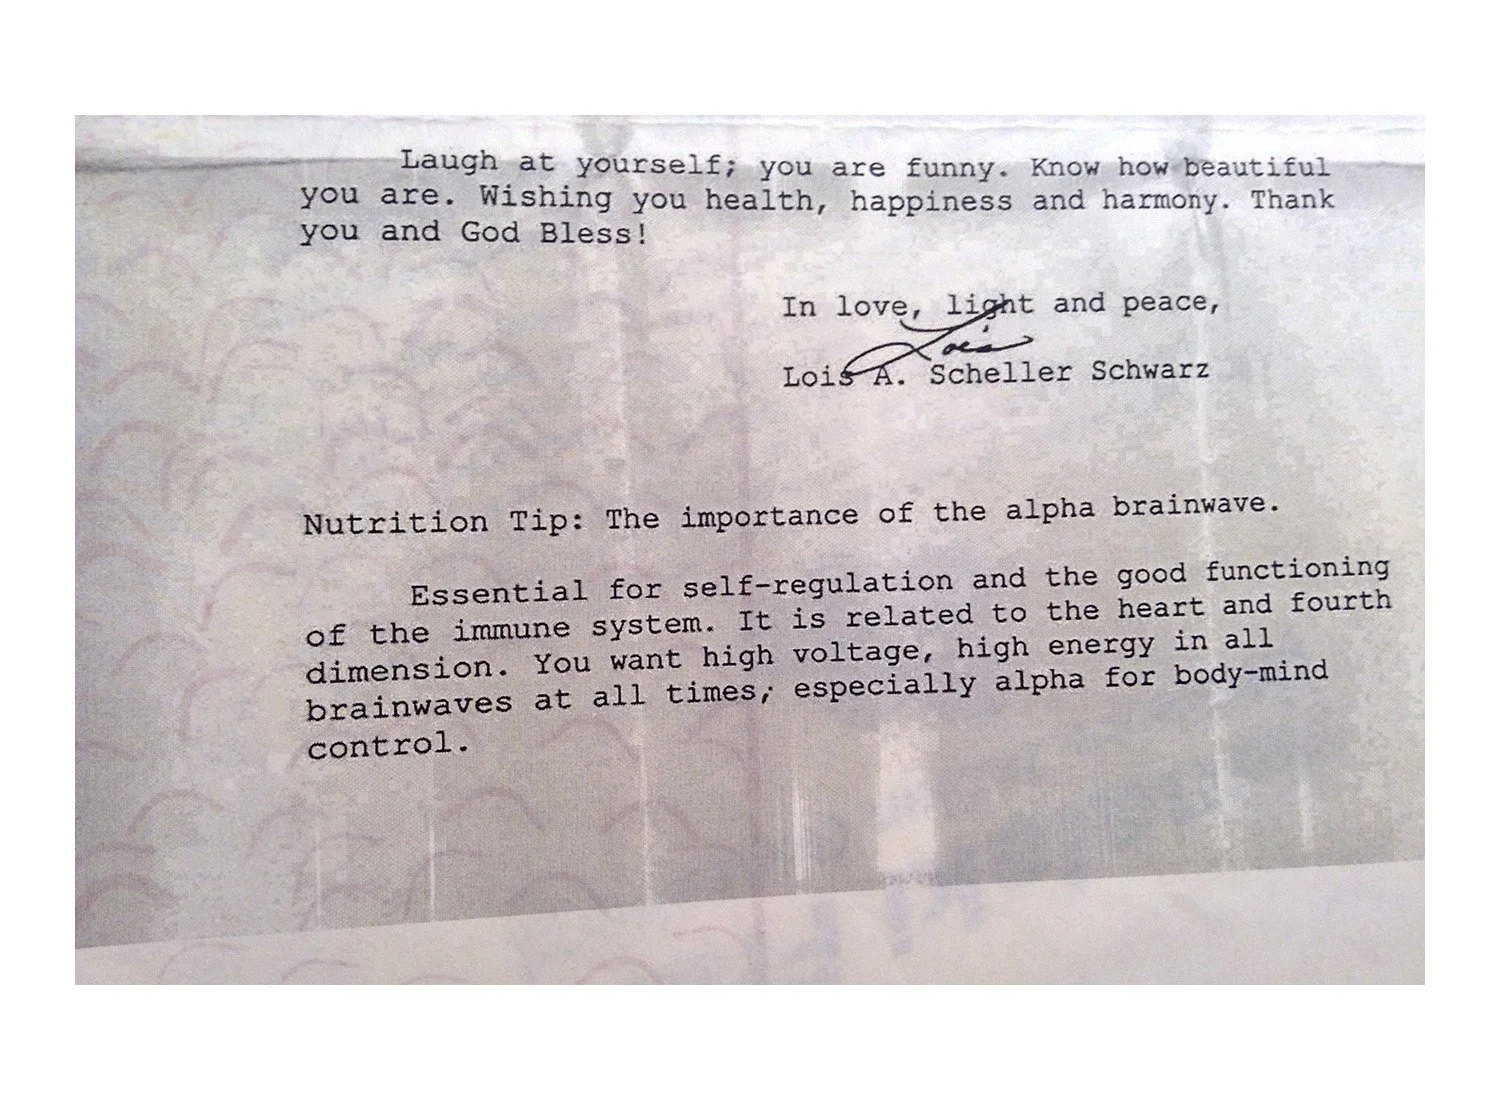 Laugh at yourself; you are funny. Know how beautiful
you are. Wishing you health, happiness and harmony. Thank
you and God Bless!
In love, light and peace,
Lois
Lois A. Scheller Schwarz
Nutrition Tip: The importance of the alpha brainwave.
Essential for self-regulation and the good functioning
of the immune system. It is related to the heart and fourth
dimension. You want high voltage, high energy in all
brainwaves at all times, especially alpha for body-mind
control.